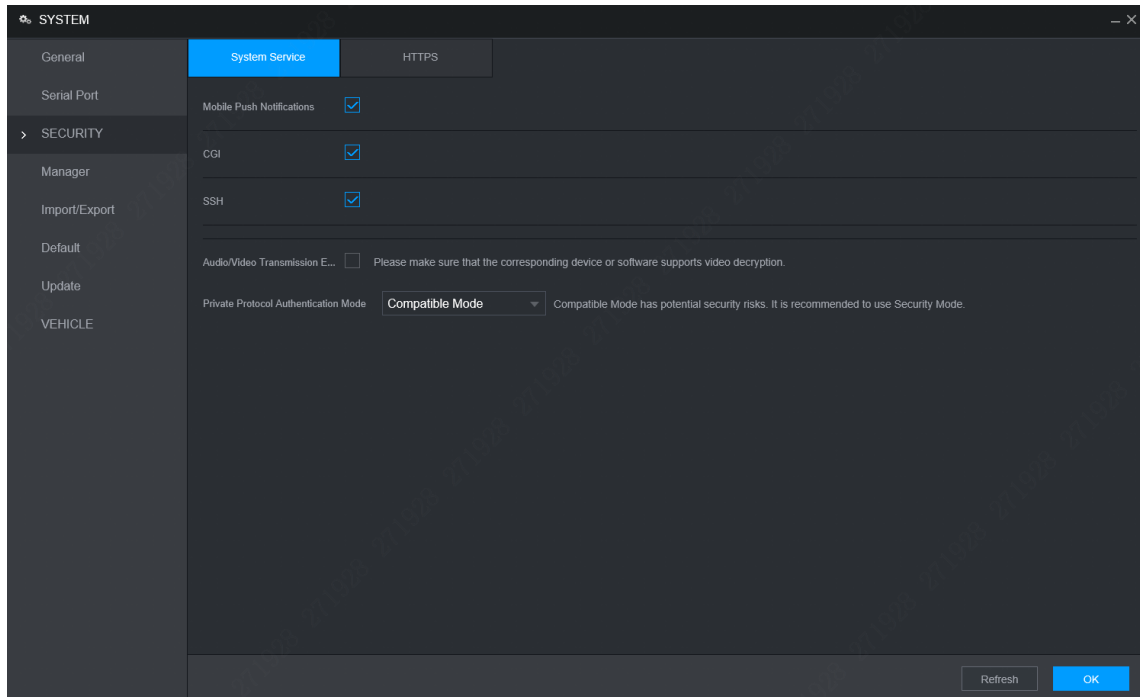 SYSTEM
General
Serial Port
SECURITY
Manager
Import/Export
Default
Update
VEHICLE
System Service HTTPS
Mobile Push Notifications
CGI
SSH
Audio/Video Transmission E... Please make sure that the corresponding device or software supports video decryption.
Private Protocol Authentication Mode Compatible Mode Compatible Mode has potential security risks. It is recommended to use Security Mode.
Refresh OK